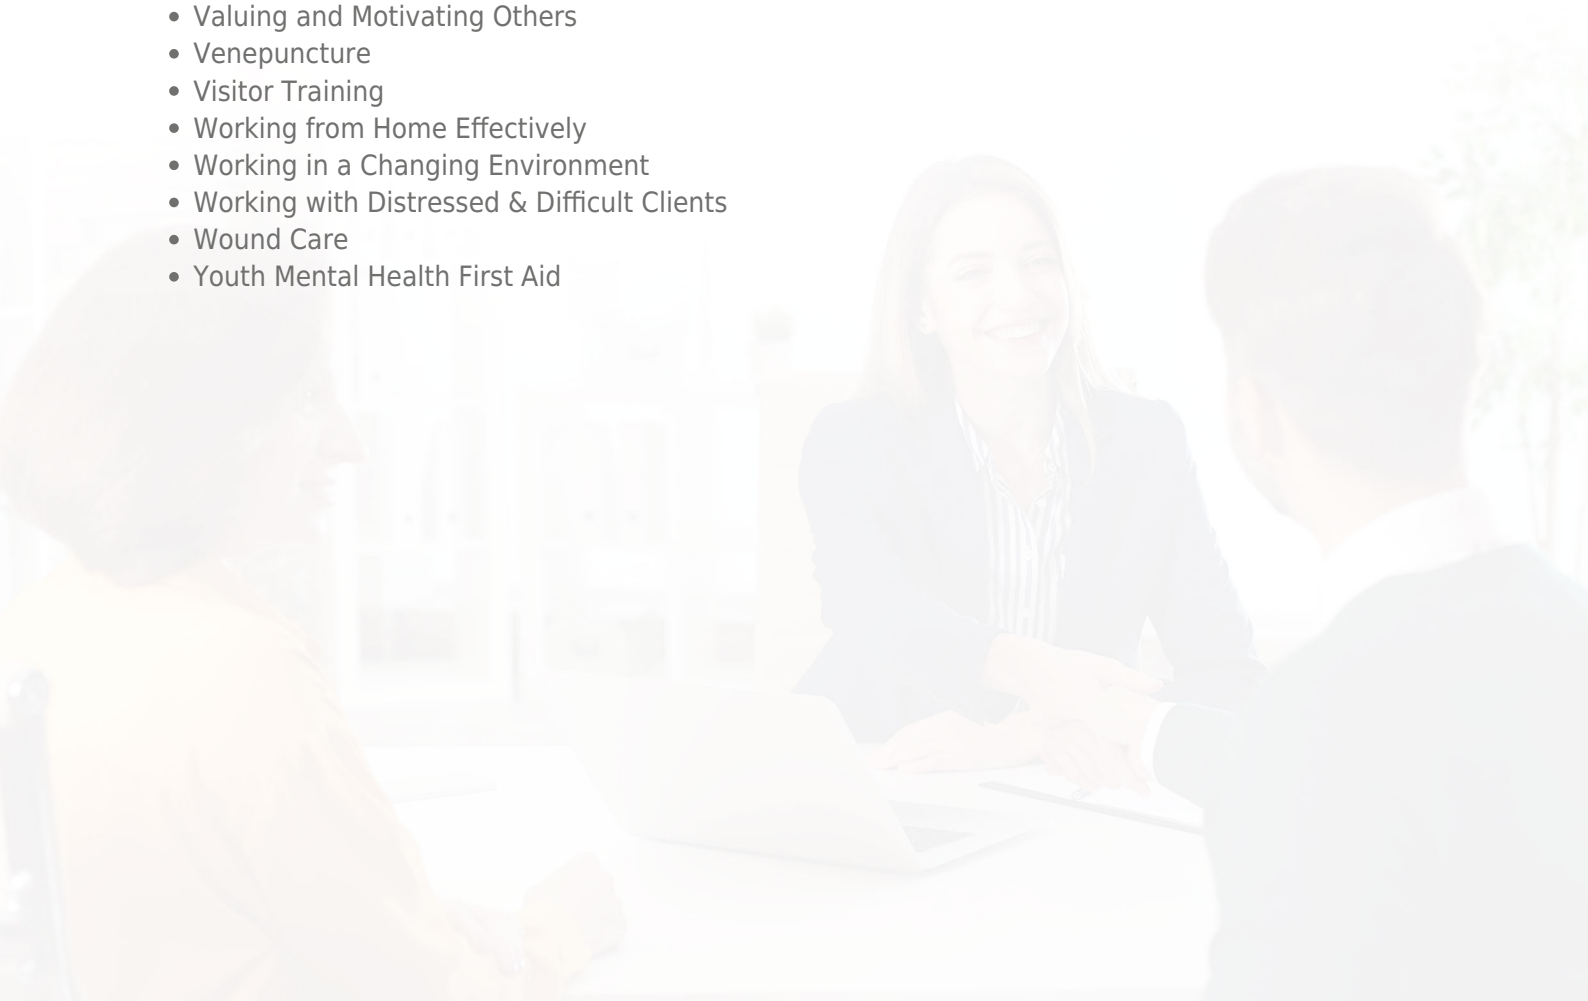 • Valuing and Motivating Others
• Venepuncture
• Visitor Training
• Working from Home Effectively
• Working in a Changing Environment
• Working with Distressed & Difficult Clients
• Wound Care
• Youth Mental Health First Aid